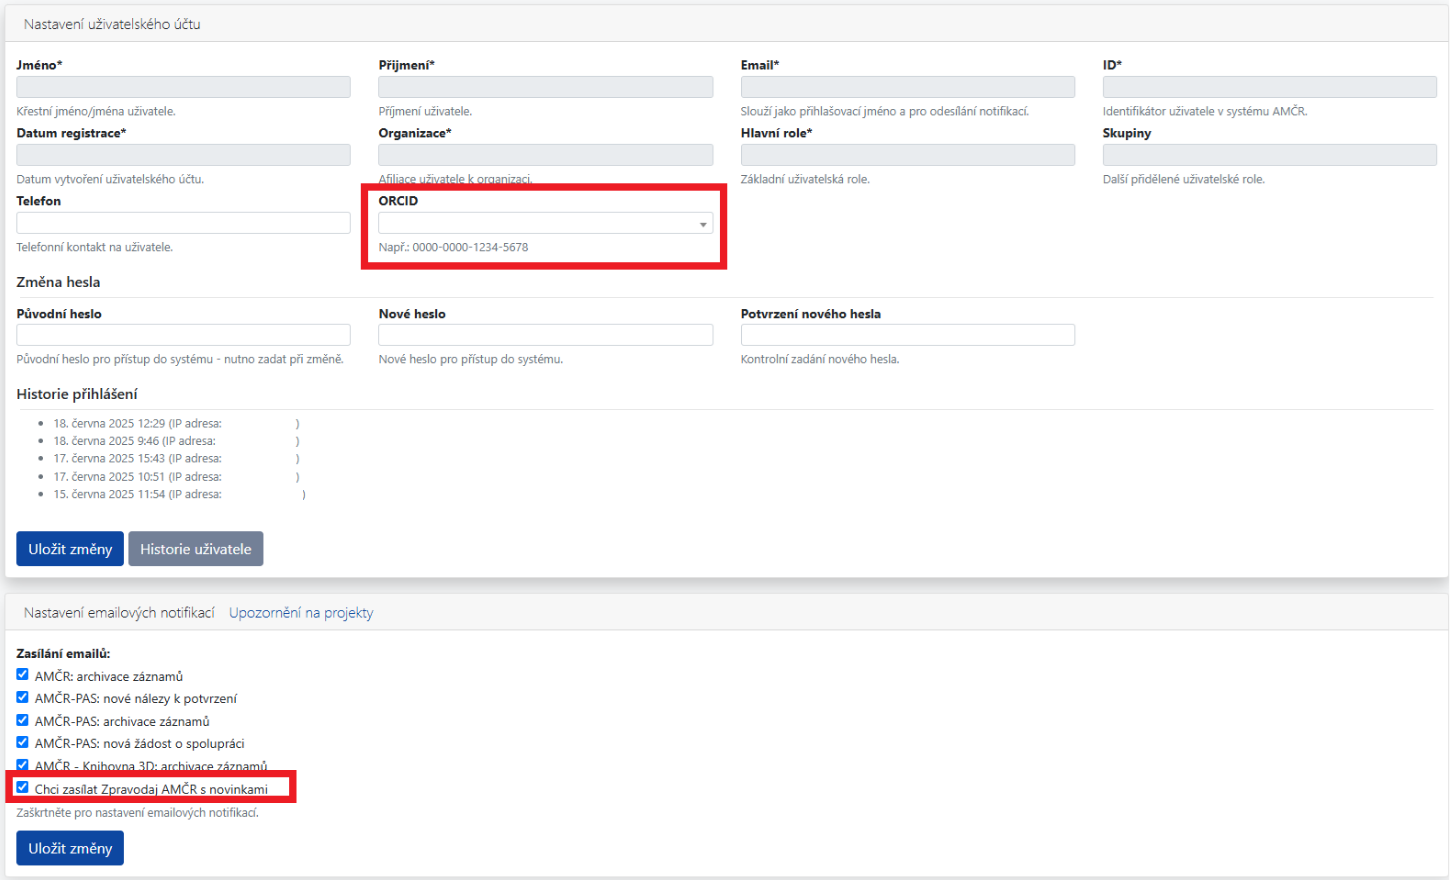 Nastavení uživatelského účtu
Jméno* Příjmení* Email* ID*
Křestní jméno/jména uživatele. Příjmení uživatele. Slouží jako přihlašovací jméno a pro odesílání notifikací. Identifikátor uživatele v systému AMČR.
Datum registrace* Organizace* Hlavní role* Skupiny
Datum vytvoření uživatelského účtu. Afiliace uživatele k organizaci. Základní uživatelská role. Další přidělené uživatelské role.
Telefon ORCID
Telefonní kontakt na uživatele. Např.: 0000-0000-1234-5678
Změna hesla
Původní heslo Nové heslo Potvrzení nového hesla
Původní heslo pro přístup do systému - nutno zadat při změně. Nové heslo pro přístup do systému. Kontrolní zadání nového hesla.
Historie přihlášení
18. června 2025 12:29 (IP adresa: )
18. června 2025 9:46 (IP adresa: )
17. června 2025 15:43 (IP adresa: )
17. června 2025 10:51 (IP adresa: )
15. června 2025 11:54 (IP adresa: )
Uložit změny Historie uživatele
Nastavení emailových notifikací Upozornění na projekty
Zasílání emailů:
AMČR: archivace záznamů
AMČR-PAS: nové nálezy k potvrzení
AMČR-PAS: archivace záznamů
AMČR-PAS: nová žádost o spolupráci
AMČR - Knihovna 3D: archivace záznamů
Chci zasílat Zpravodaj AMČR s novinkami
Zaškrtněte pro nastavení emailových notifikací.
Uložit změny